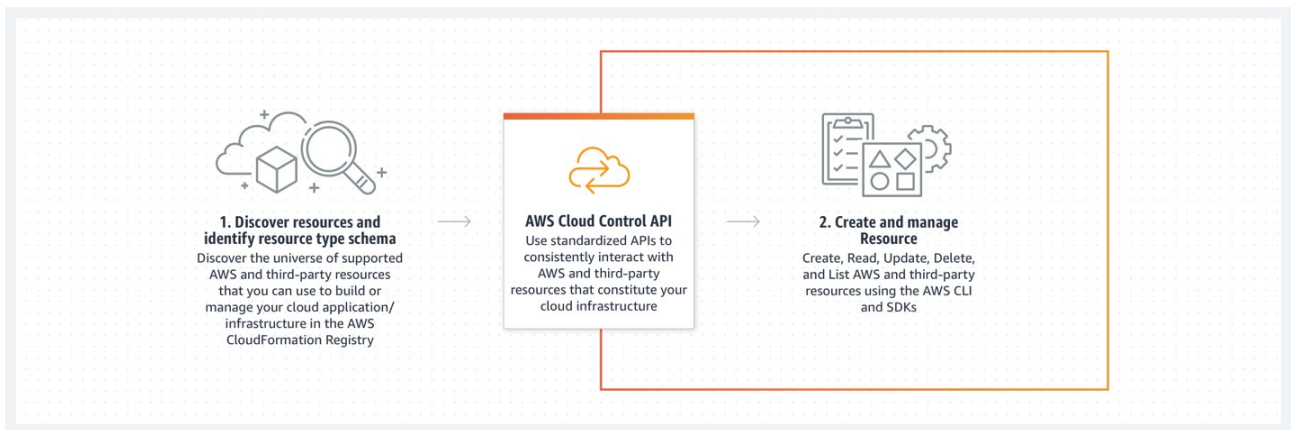 1. Discover resources and
identify resource type schema
Discover the universe of supported
AWS and third-party resources
that you can use to build or
manage your cloud application/
infrastructure in the AWS
CloudFormation Registry
AWS Cloud Control API
Use standardized APIs to
consistently interact with
AWS and third-party
resources that constitute your
cloud infrastructure
2. Create and manage
Resource
Create, Read, Update, Delete,
and List AWS and third-party
resources using the AWS CLI
and SDKs